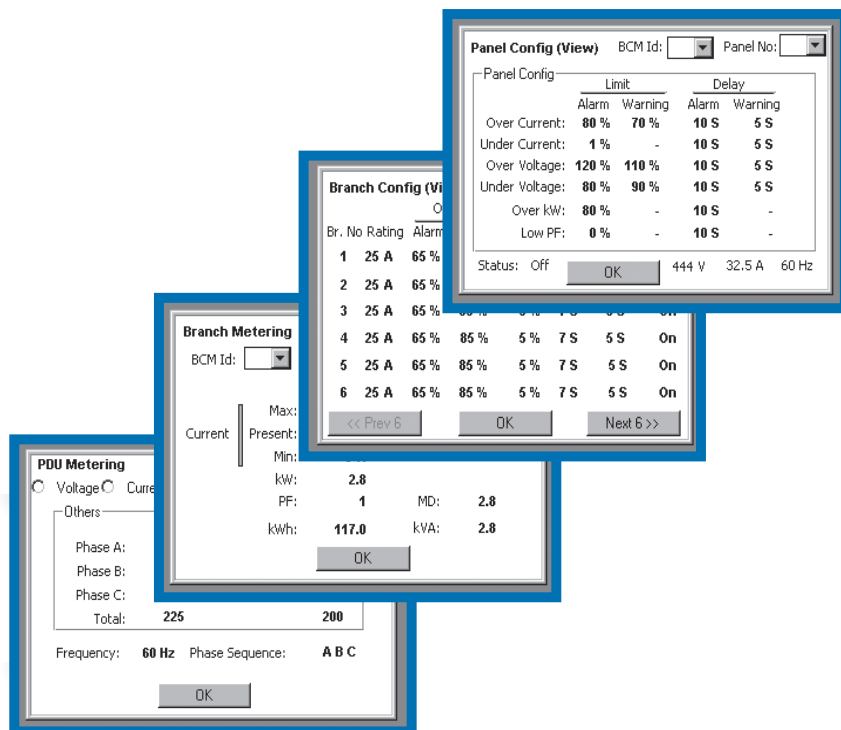 Panel Config (View) BCM Id: Panel No:
Panel Config
Limit Delay
Alarm Warning Alarm Warning
Over Current: 80 % 70 % 10 S 5 S
Under Current: 1 % - 10 S 5 S
Over Voltage: 120 % 110 % 10 S 5 S
Under Voltage: 80 % 90 % 10 S 5 S
Over kW: 80 % - 10 S -
Low PF: 0 % - 10 S -
Status: Off OK 444 V 32.5 A 60 Hz
Branch Config (Vi
Br. No Rating Alarm
1 25 A 65 %
2 25 A 65 %
3 25 A 65 %
4 25 A 65 % 85 % 5 % 7 S 5 S On
5 25 A 65 % 85 % 5 % 7 S 5 S On
6 25 A 65 % 85 % 5 % 7 S 5 S On
<< Prev 6 OK Next 6 >>
Branch Metering
BCM Id:
Max:
Current Present:
Min:
kW: 2.8
PF: 1 MD: 2.8
kWh: 117.0 kVA: 2.8
OK
PDU Metering
Voltage Curre
Others
Phase A:
Phase B:
Phase C:
Total: 225 200
Frequency: 60 Hz Phase Sequence: A B C
OK